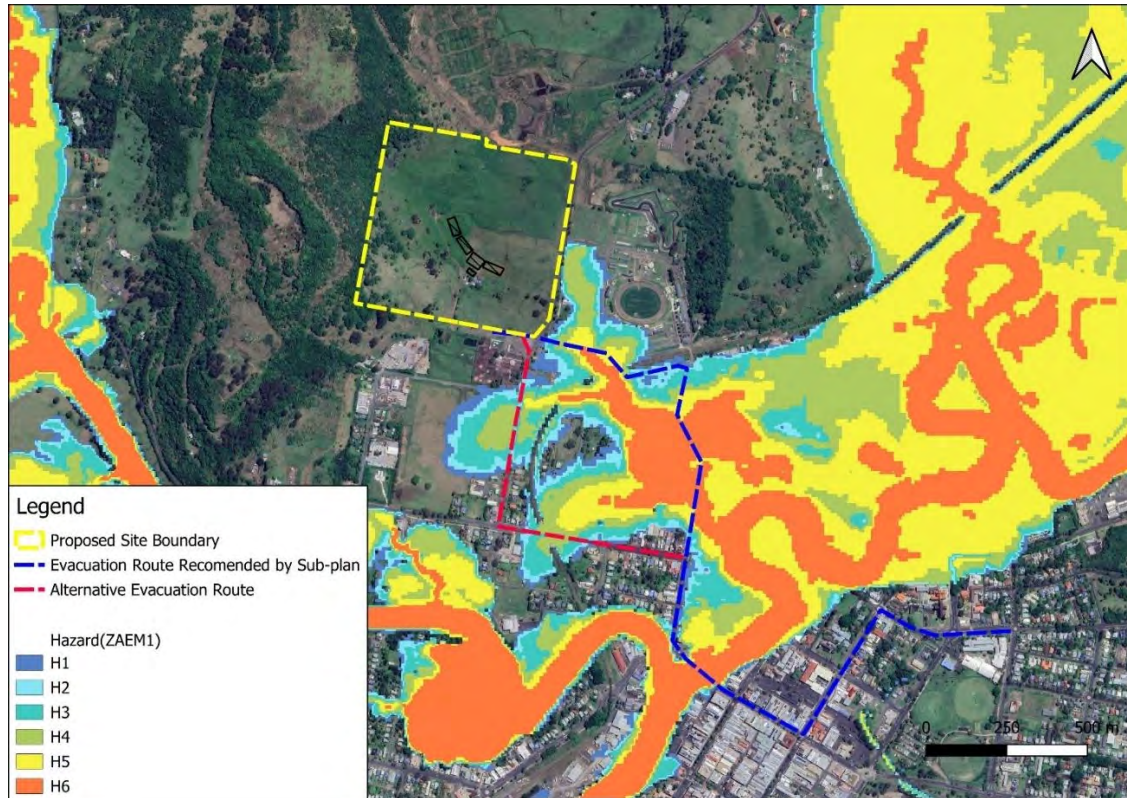 Legend
Proposed Site Boundary
Evacuation Route Recomended by Sub-plan
Alternative Evacuation Route
Hazard(ZAEM1)
H1
H2
H3
H4
H5
H6
0 250 500 m